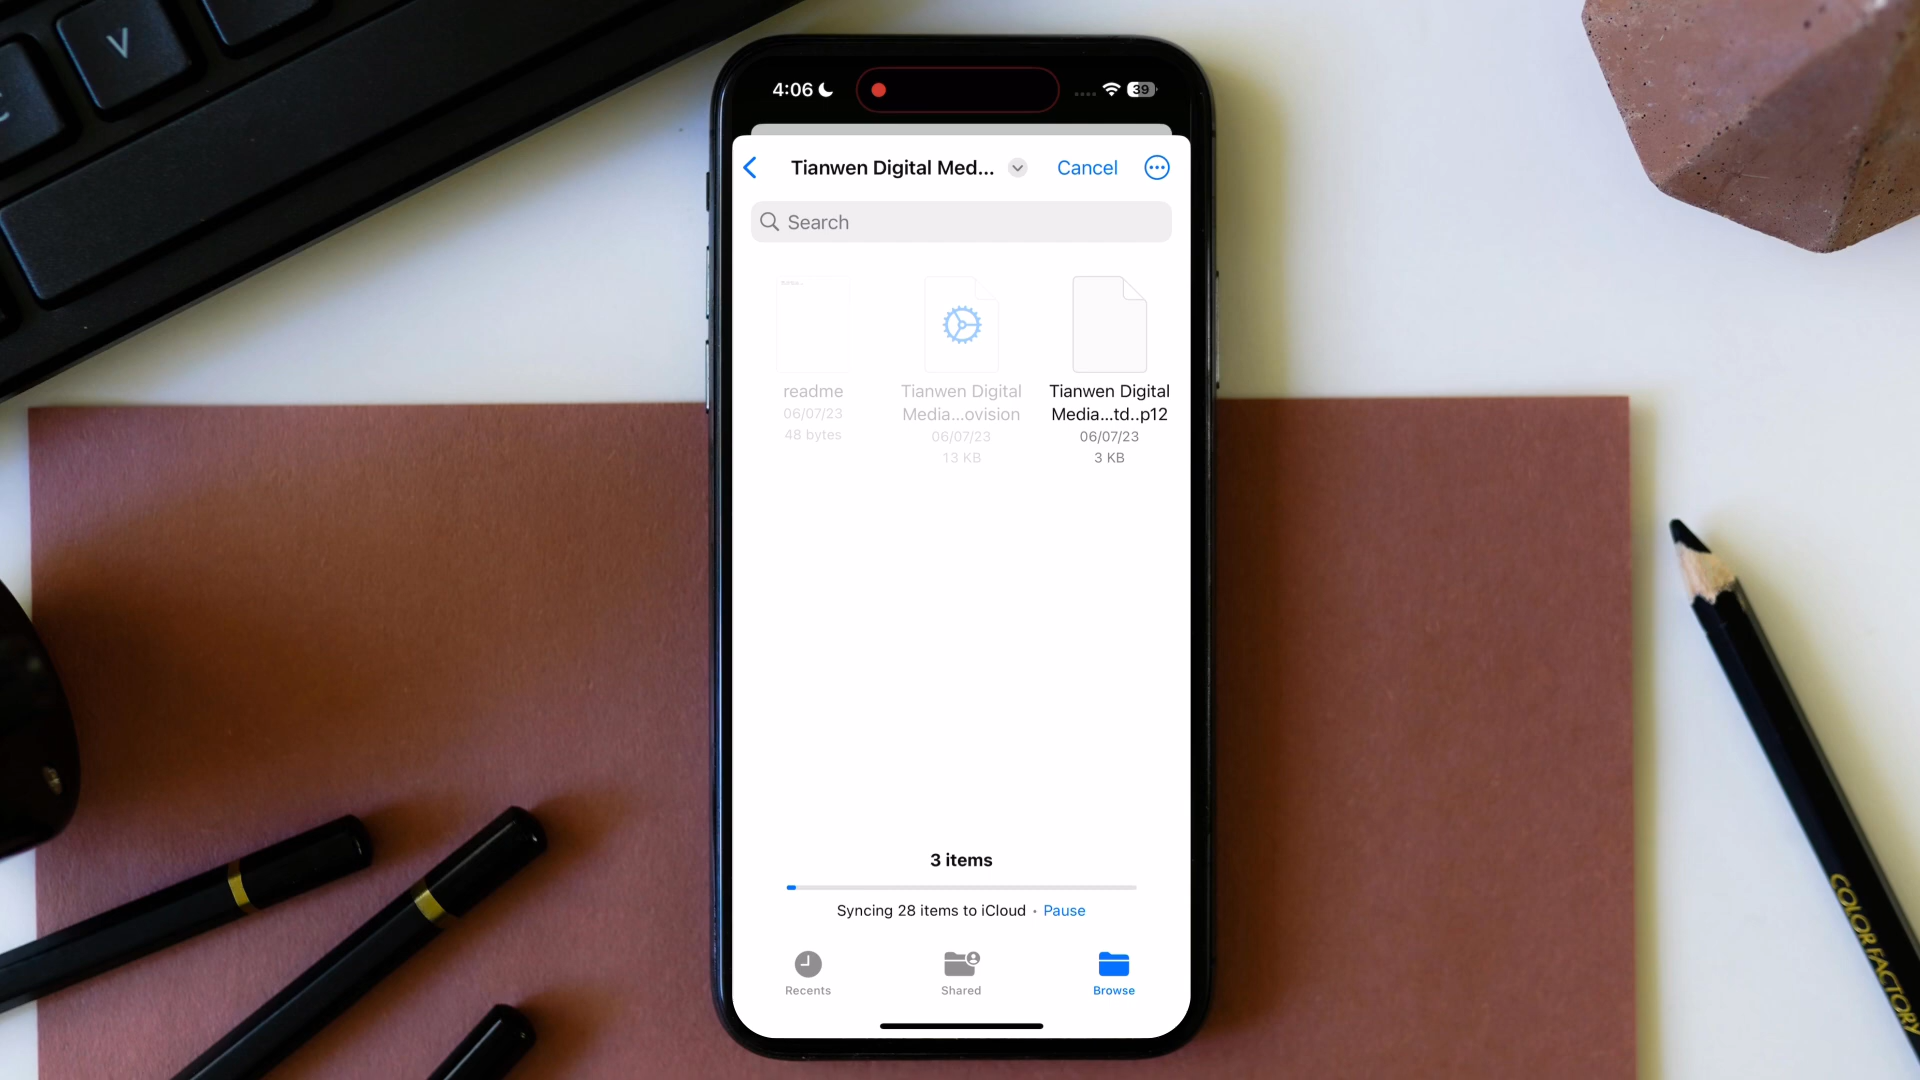 V
4:06
39
Tianwen Digital Med...
Cancel
Search
readme
06/07/23
48 bytes
Tianwen Digital
Media...ovision
06/07/23
13 KB
Tianwen Digital
Media...td..p12
06/07/23
3 KB
3 items
Syncing 28 items to iCloud · Pause
Recents
Shared
Browse
COLOR FACTORY